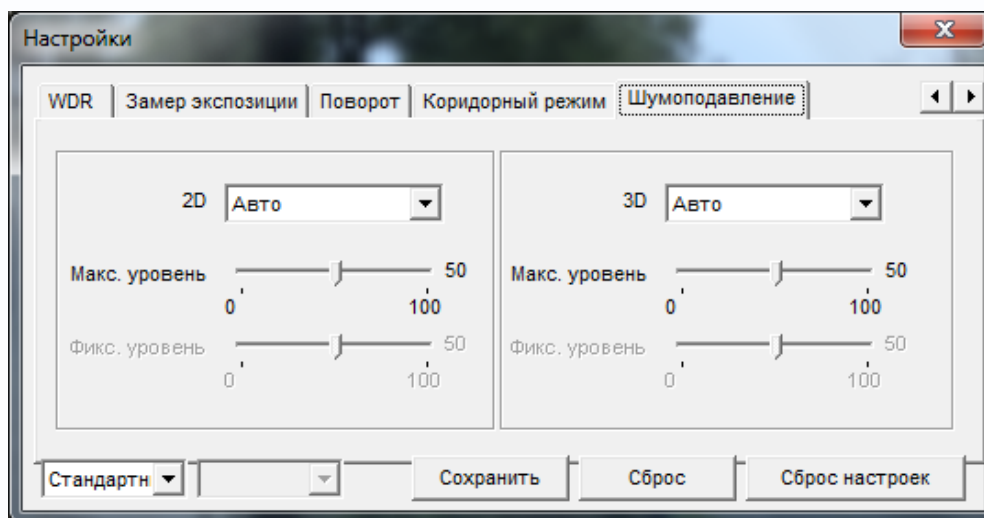 Настройки
WDR Замер экспозиции Поворот Коридорный режим Шумоподавление
2D Авто 3D Авто
Макс. уровень 50 Макс. уровень 50
0 100 0 100
Фикс. уровень 50 Фикс. уровень 50
0 100 0 100
Стандартн Сохранить Сброс Сброс настроек